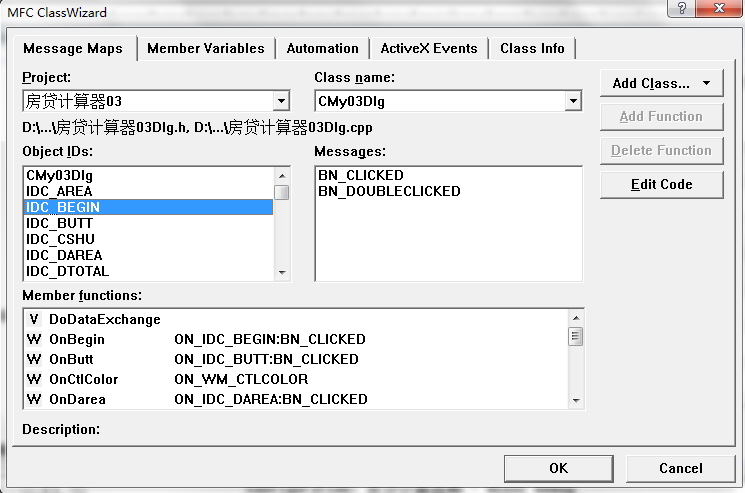 MFC ClassWizard
Message Maps Member Variables Automation ActiveX Events Class Info
Project: Class name:
房贷计算器03 CMy03Dlg
Add Class...
Add Function
D:\...\房贷计算器03Dlg.h, D:\...\房贷计算器03Dlg.cpp
Object IDs: Messages:
Delete Function
Edit Code
CMy03Dlg
IDC_AREA
IDC_BEGIN
IDC_BUTT
IDC_CSHU
IDC_DAREA
IDC_DTOTAL
BN_CLICKED
BN_DOUBLECLICKED
Member functions:
V DoDataExchange
W OnBegin ON_IDC_BEGIN:BN_CLICKED
W OnButt ON_IDC_BUTT:BN_CLICKED
W OnCtlColor ON_WM_CTLCOLOR
W OnDarea ON_IDC_DAREA:BN_CLICKED
Description:
OK Cancel